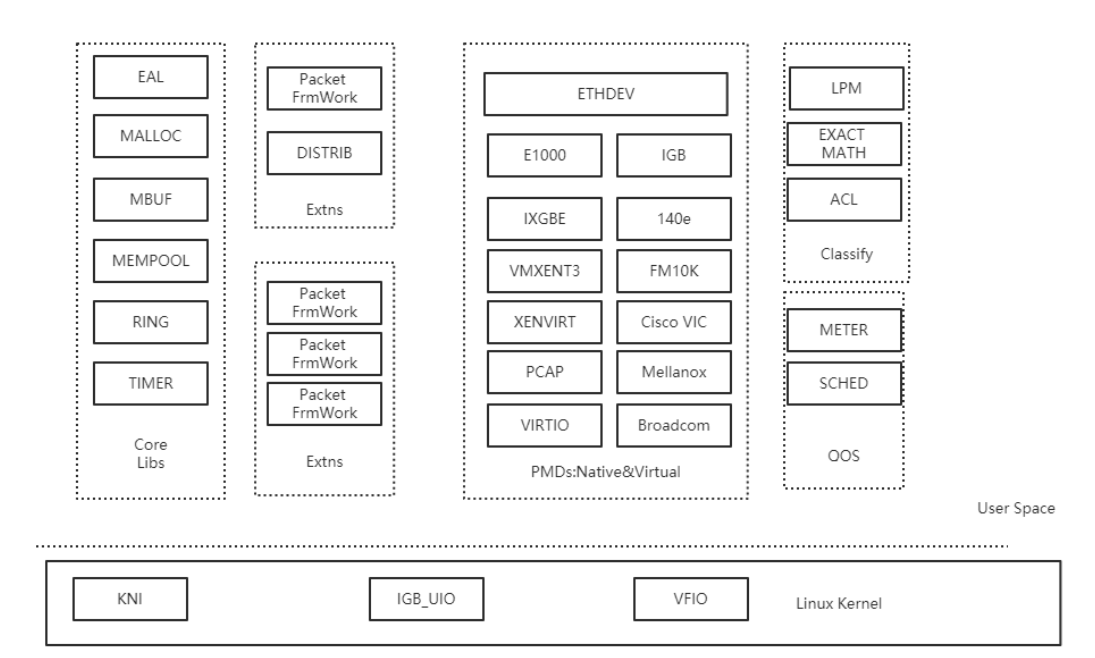 EAL
MALLOC
MBUF
MEMPOOL
RING
TIMER
Core
Libs
Packet
FrmWork
DISTRIB
Extns
Packet
FrmWork
Packet
FrmWork
Packet
FrmWork
Extns
ETHDEV
E1000
IGB
IXGBE
140e
VMXENT3
FM10K
XENVIRT
Cisco VIC
PCAP
Mellanox
VIRTIO
Broadcom
PMDs:Native&Virtual
LPM
EXACT
MATH
ACL
Classify
METER
SCHED
QOS
User Space
KNI
IGB_UIO
VFIO
Linux Kernel